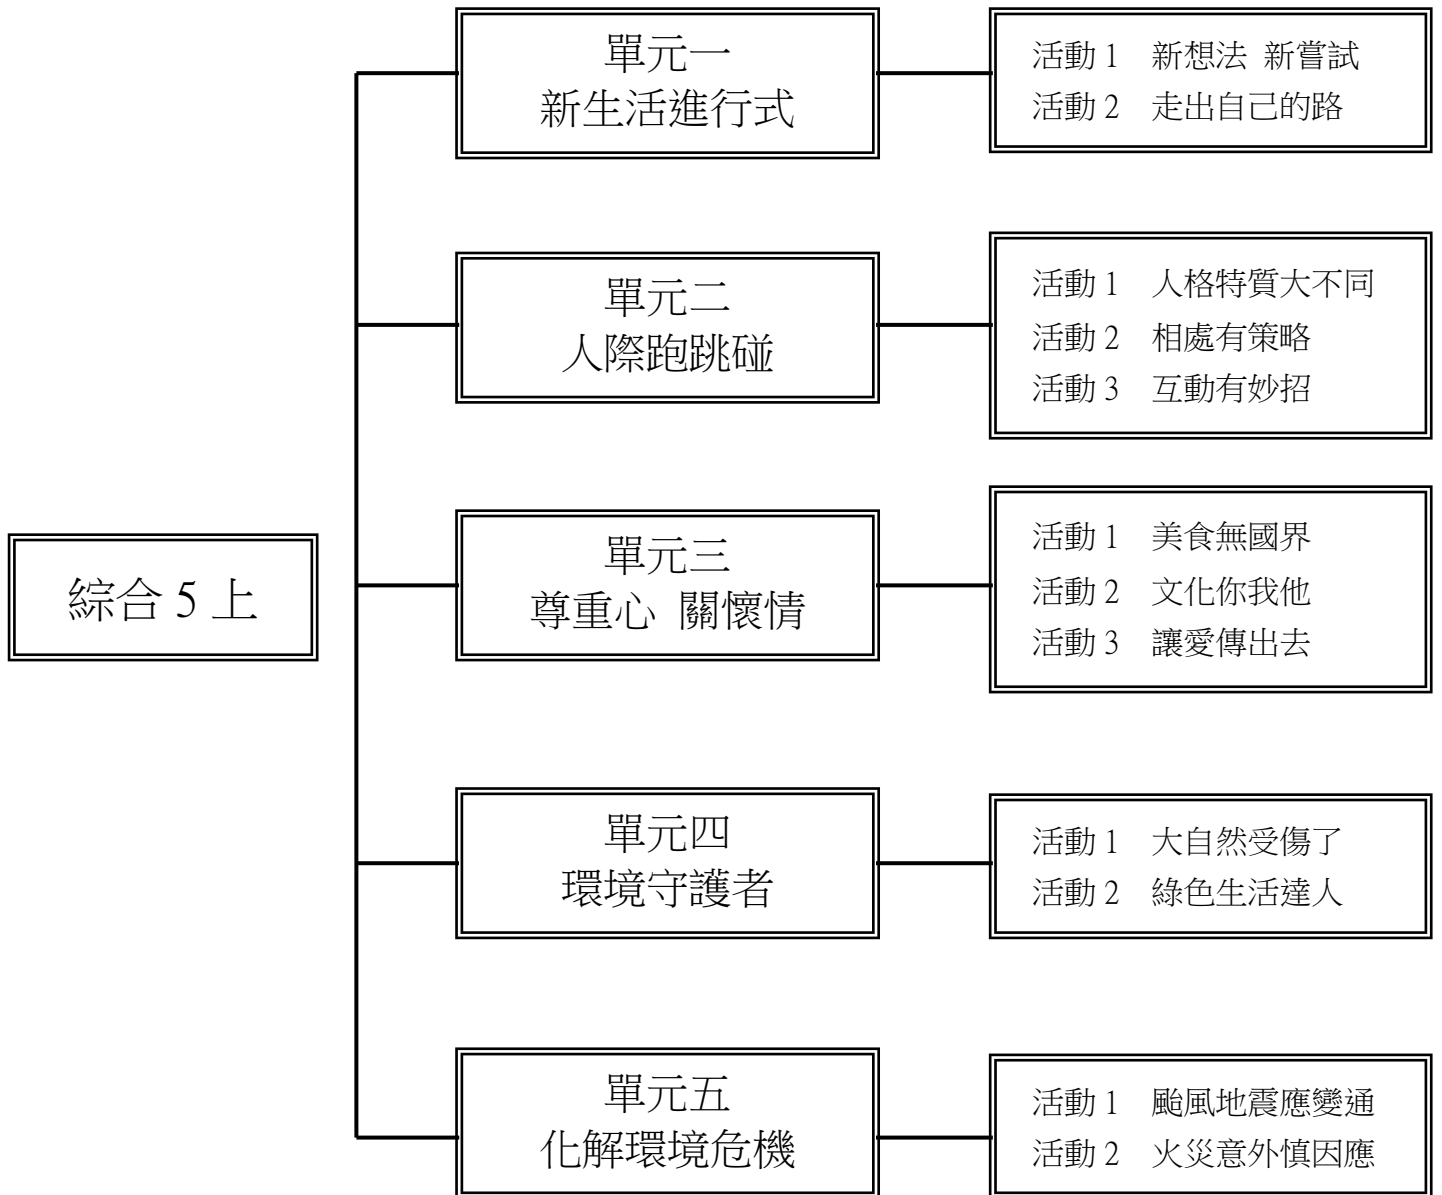 綜合 5 上
單元一
新生活進行式
活動 1 新想法 新嘗試
活動 2 走出自己的路
單元二
人際跑跳碰
活動 1 人格特質大不同
活動 2 相處有策略
活動 3 互動有妙招
單元三
尊重心 關懷情
活動 1 美食無國界
活動 2 文化你我他
活動 3 讓愛傳出去
單元四
環境守護者
活動 1 大自然受傷了
活動 2 綠色生活達人
單元五
化解環境危機
活動 1 颱風地震應變通
活動 2 火災意外慎因應